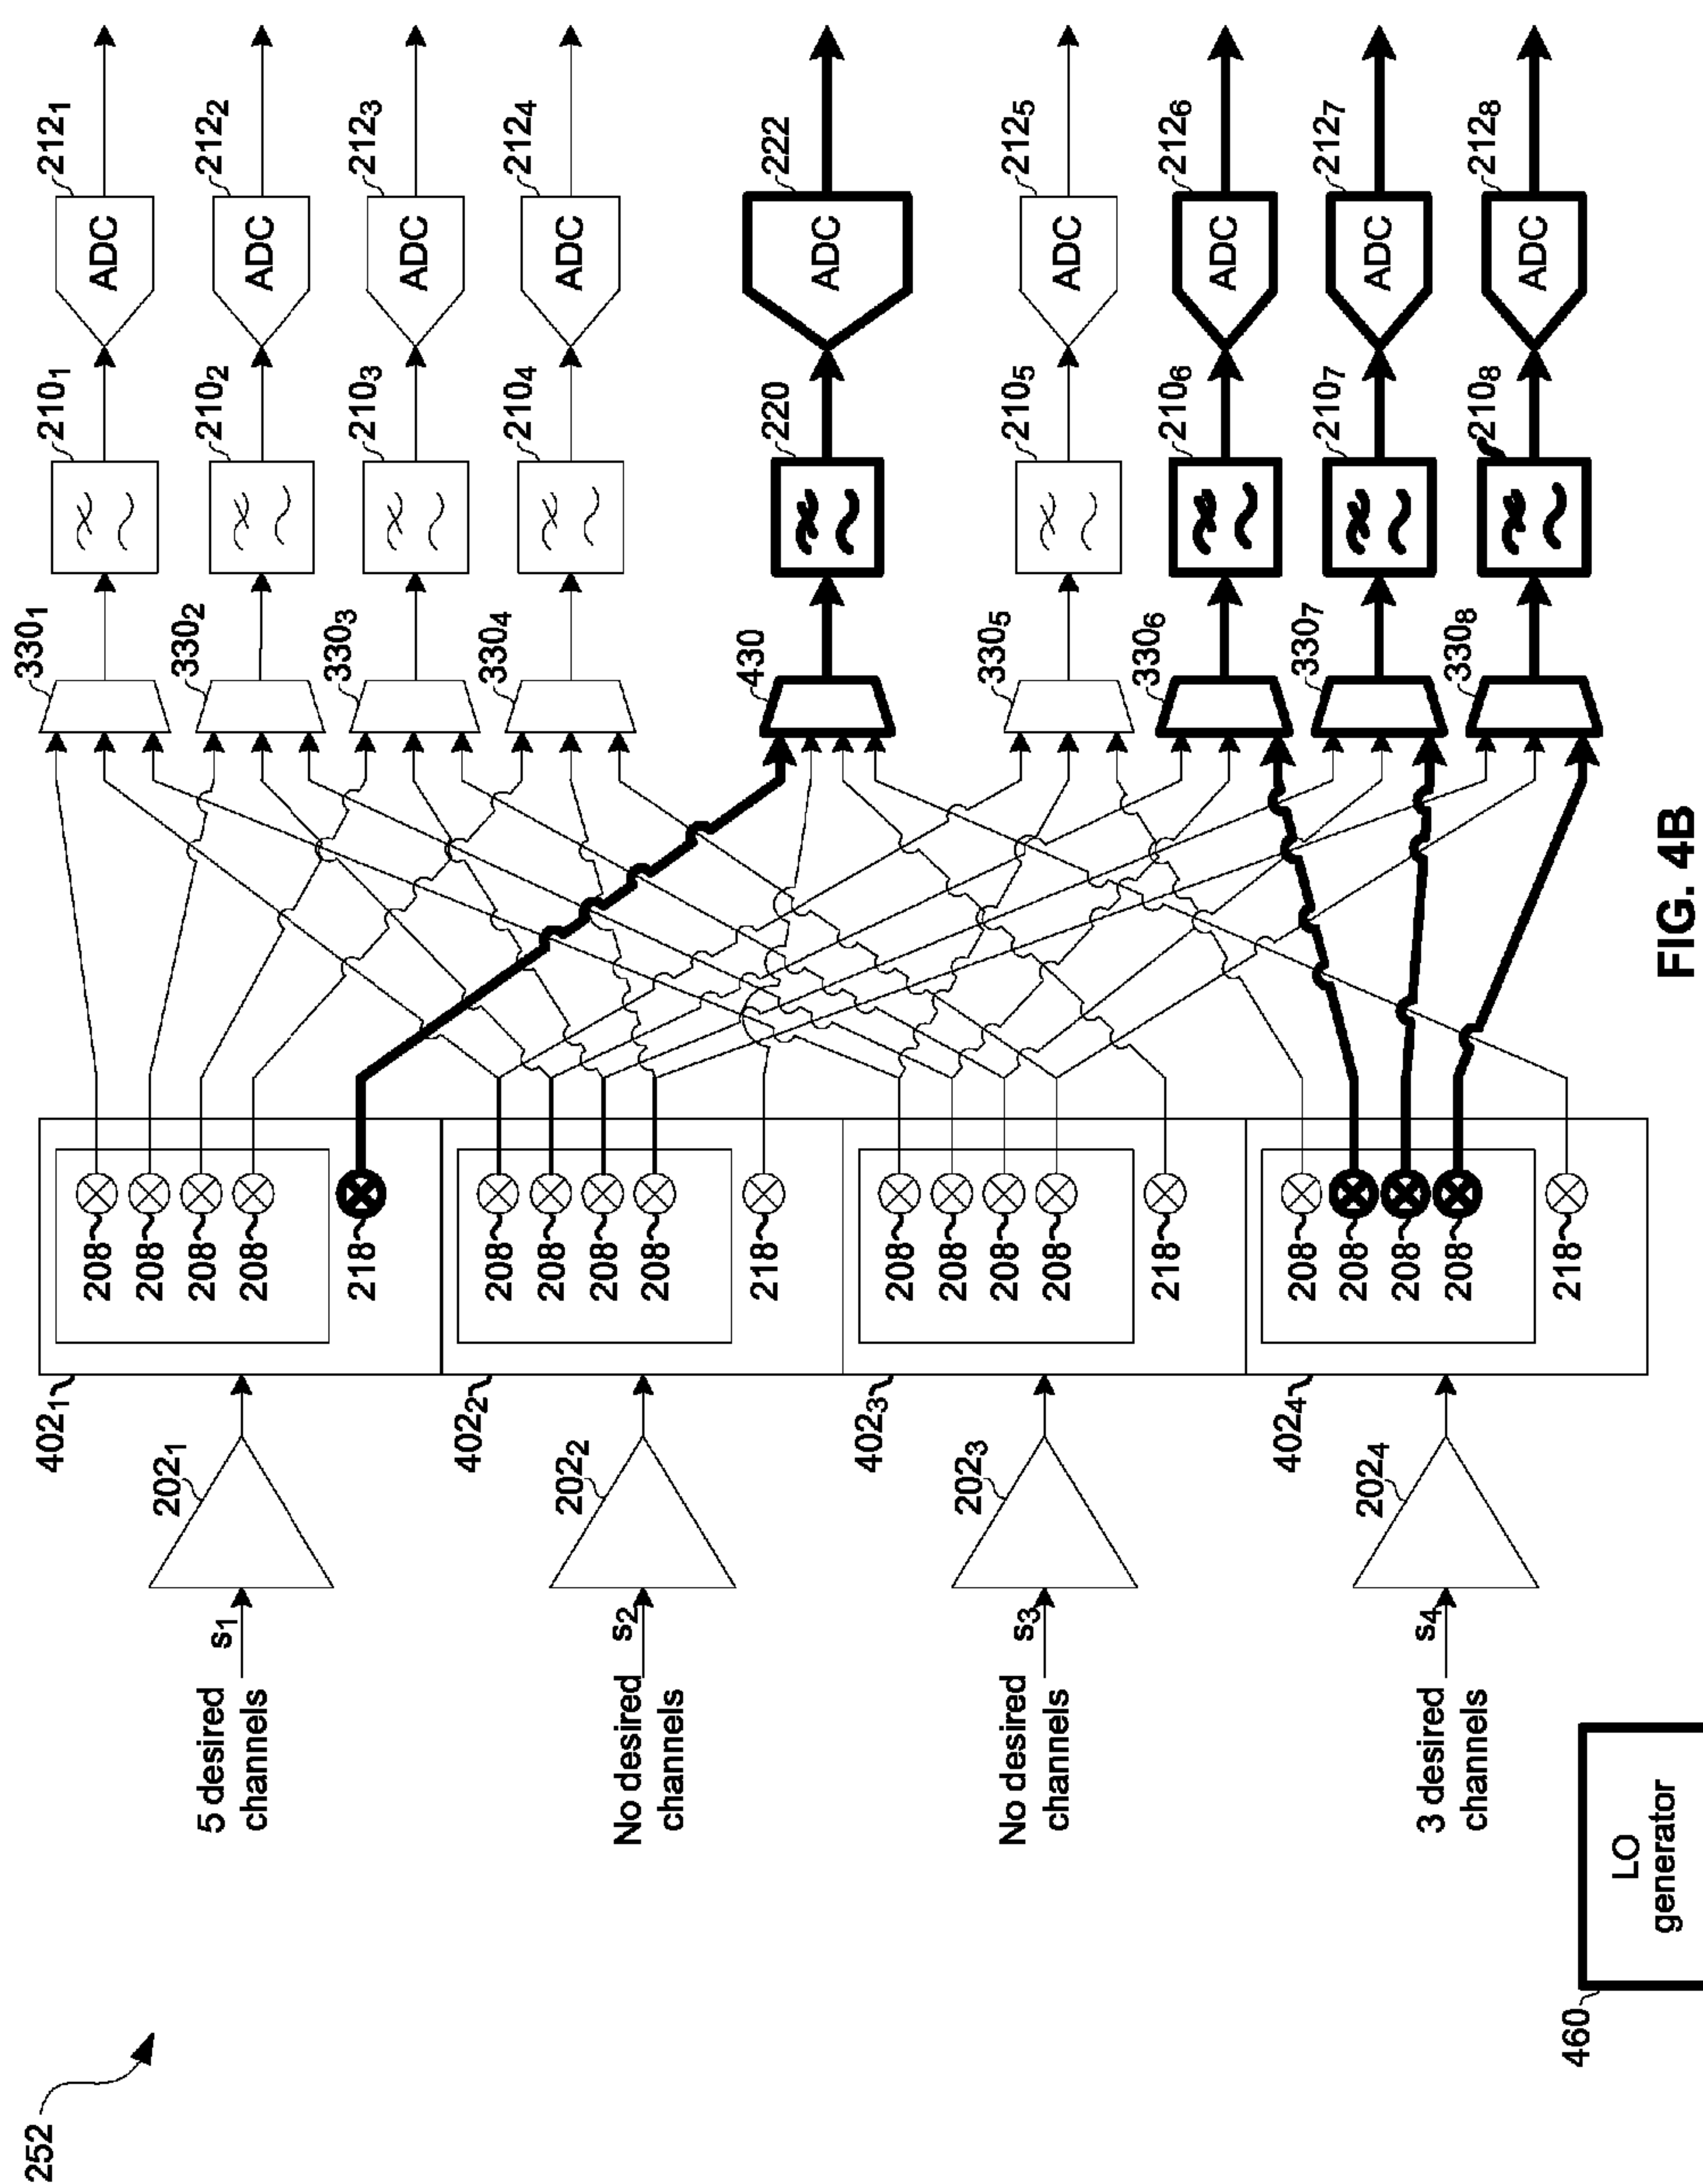 252
5 desired
channels
s1
2021
4021
208~
208~
208~
208~
218~
3301
2101
2121
ADC
3302
2102
2122
ADC
3303
2103
2123
ADC
3304
2104
2124
ADC
No desired
channels
s2
2022
4022
208~
208~
208~
208~
218~
430
220
222
ADC
No desired
channels
s3
2023
4023
208~
208~
208~
208~
218~
3305
2105
2125
ADC
3306
2106
2126
ADC
3 desired
channels
s4
2024
4024
208~
208~
208~
208~
218~
3307
2107
2127
ADC
3308
2108
2128
ADC
460
LO
generator
FIG. 4B